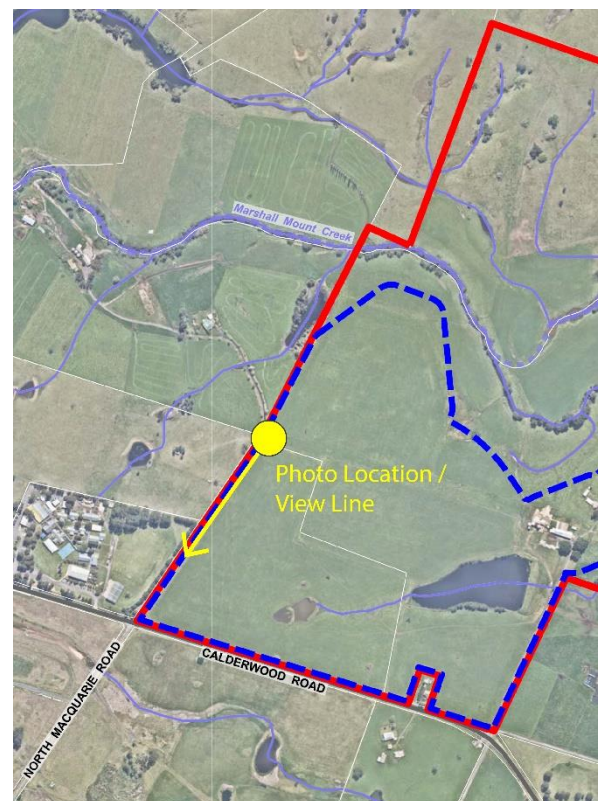 Marshall Mount Creek
Photo Location /
View Line
CALDERWOOD ROAD
NORTH MACQUARIE ROAD